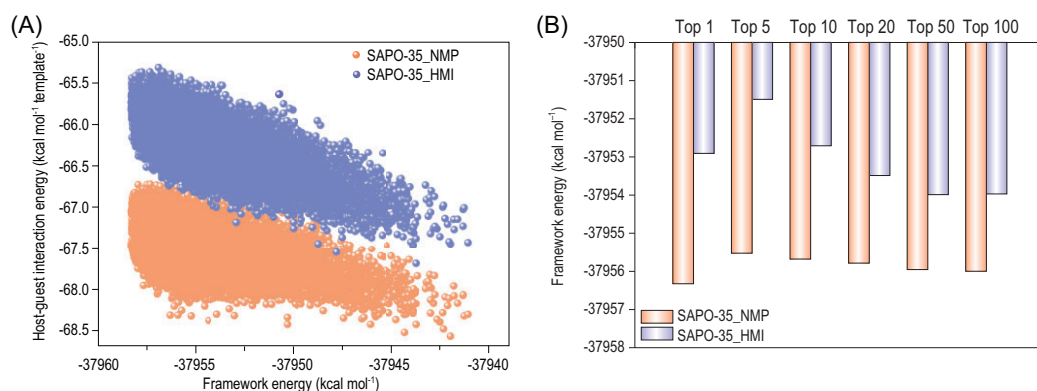 (A)
Host-guest interaction energy (kcal mol⁻¹ template⁻¹)
-65.0
-65.5
-66.0
-66.5
-67.0
-67.5
-68.0
-68.5
SAPO-35_NMP
SAPO-35_HMI
-37960
-37955
-37950
-37945
-37940
Framework energy (kcal mol⁻¹)
(B)
Top 1 Top 5 Top 10 Top 20 Top 50 Top 100
Framework energy (kcal mol⁻¹)
-37950
-37951
-37952
-37953
-37954
-37955
-37956
-37957
-37958
SAPO-35_NMP
SAPO-35_HMI